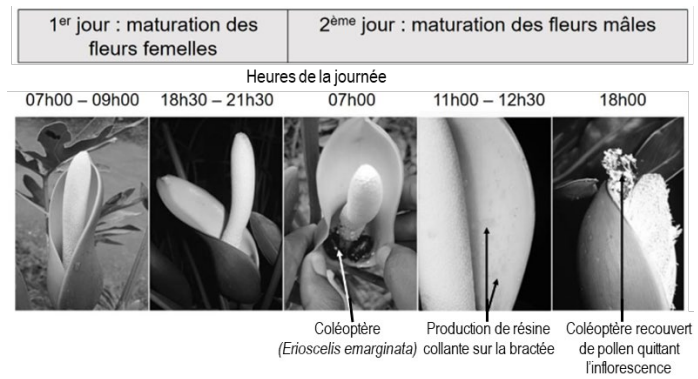 1er jour : maturation des
fleurs femelles
2ème jour : maturation des fleurs mâles
Heures de la journée
07h00 – 09h00
18h30 – 21h30
07h00
11h00 – 12h30
18h00
Coléoptère
(Erioscelis emarginata)
Production de résine
collante sur la bractée
Coléoptère recouvert
de pollen quittant
l'inflorescence